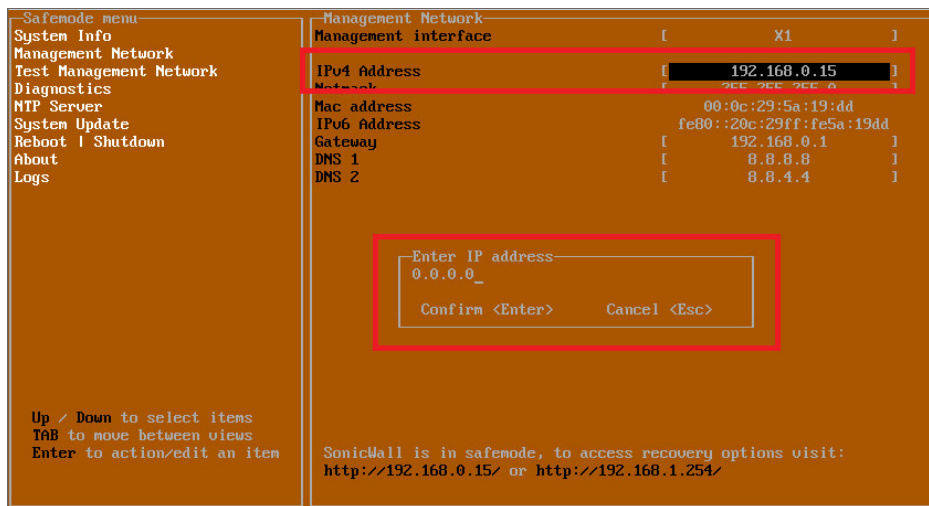 Safemode menu
System Info
Management Network
Test Management Network
Diagnostics
NTP Server
System Update
Reboot | Shutdown
About
Logs
Up / Down to select items
TAB to move between views
Enter to action/edit an item
Management Network
Management interface [ X1 ]
IPv4 Address [ 192.168.0.15 ]
Netmask [ 255.255.255.0 ]
Mac address 00:0c:29:5a:19:dd
IPv6 Address fe80::20c:29ff:fe5a:19dd
Gateway [ 192.168.0.1 ]
DNS 1 [ 8.8.8.8 ]
DNS 2 [ 8.8.4.4 ]
Enter IP address
0.0.0.0_
Confirm <Enter> Cancel <Esc>
SonicWall is in safemode, to access recovery options visit:
http://192.168.0.15/ or http://192.168.1.254/